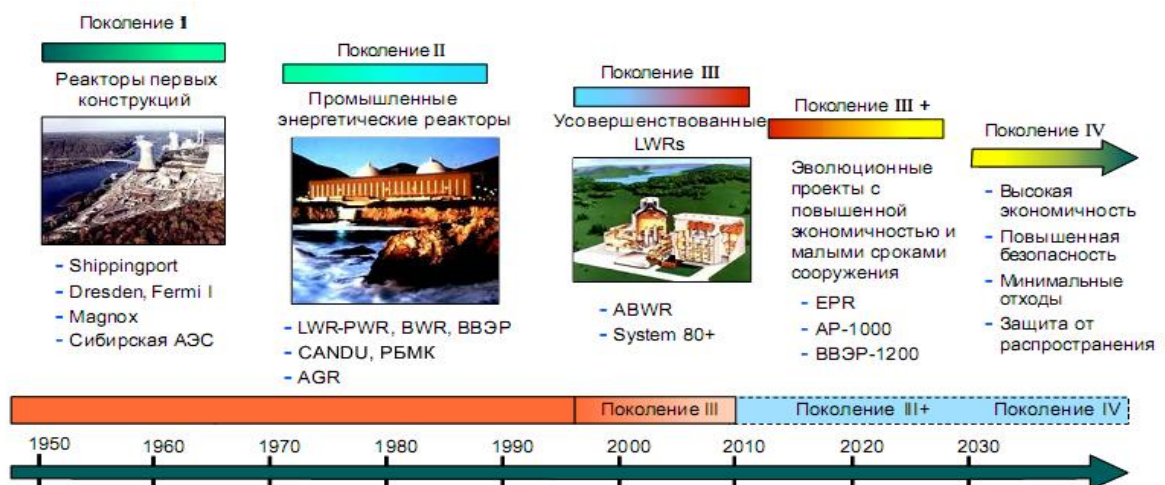 Поколение I
Реакторы первых
конструкций
- Shippingport
- Dresden, Fermi I
- Magnox
- Сибирская АЭС
Поколение II
Промышленные
энергетические реакторы
- LWR-PWR, BWR, ВВЭР
- CANDU, РБМК
- AGR
Поколение III
Усовершенствованные
LWRs
- ABWR
- System 80+
Поколение III +
Эволюционные
проекты с
повышенной
экономичностью и
малыми сроками
сооружения
- EPR
- AP-1000
- ВВЭР-1200
Поколение IV
- Высокая
экономичность
- Повышенная
безопасность
- Минимальные
отходы
- Защита от
распространения
Поколение III
Поколение III+
Поколение IV
1950
1960
1970
1980
1990
2000
2010
2020
2030